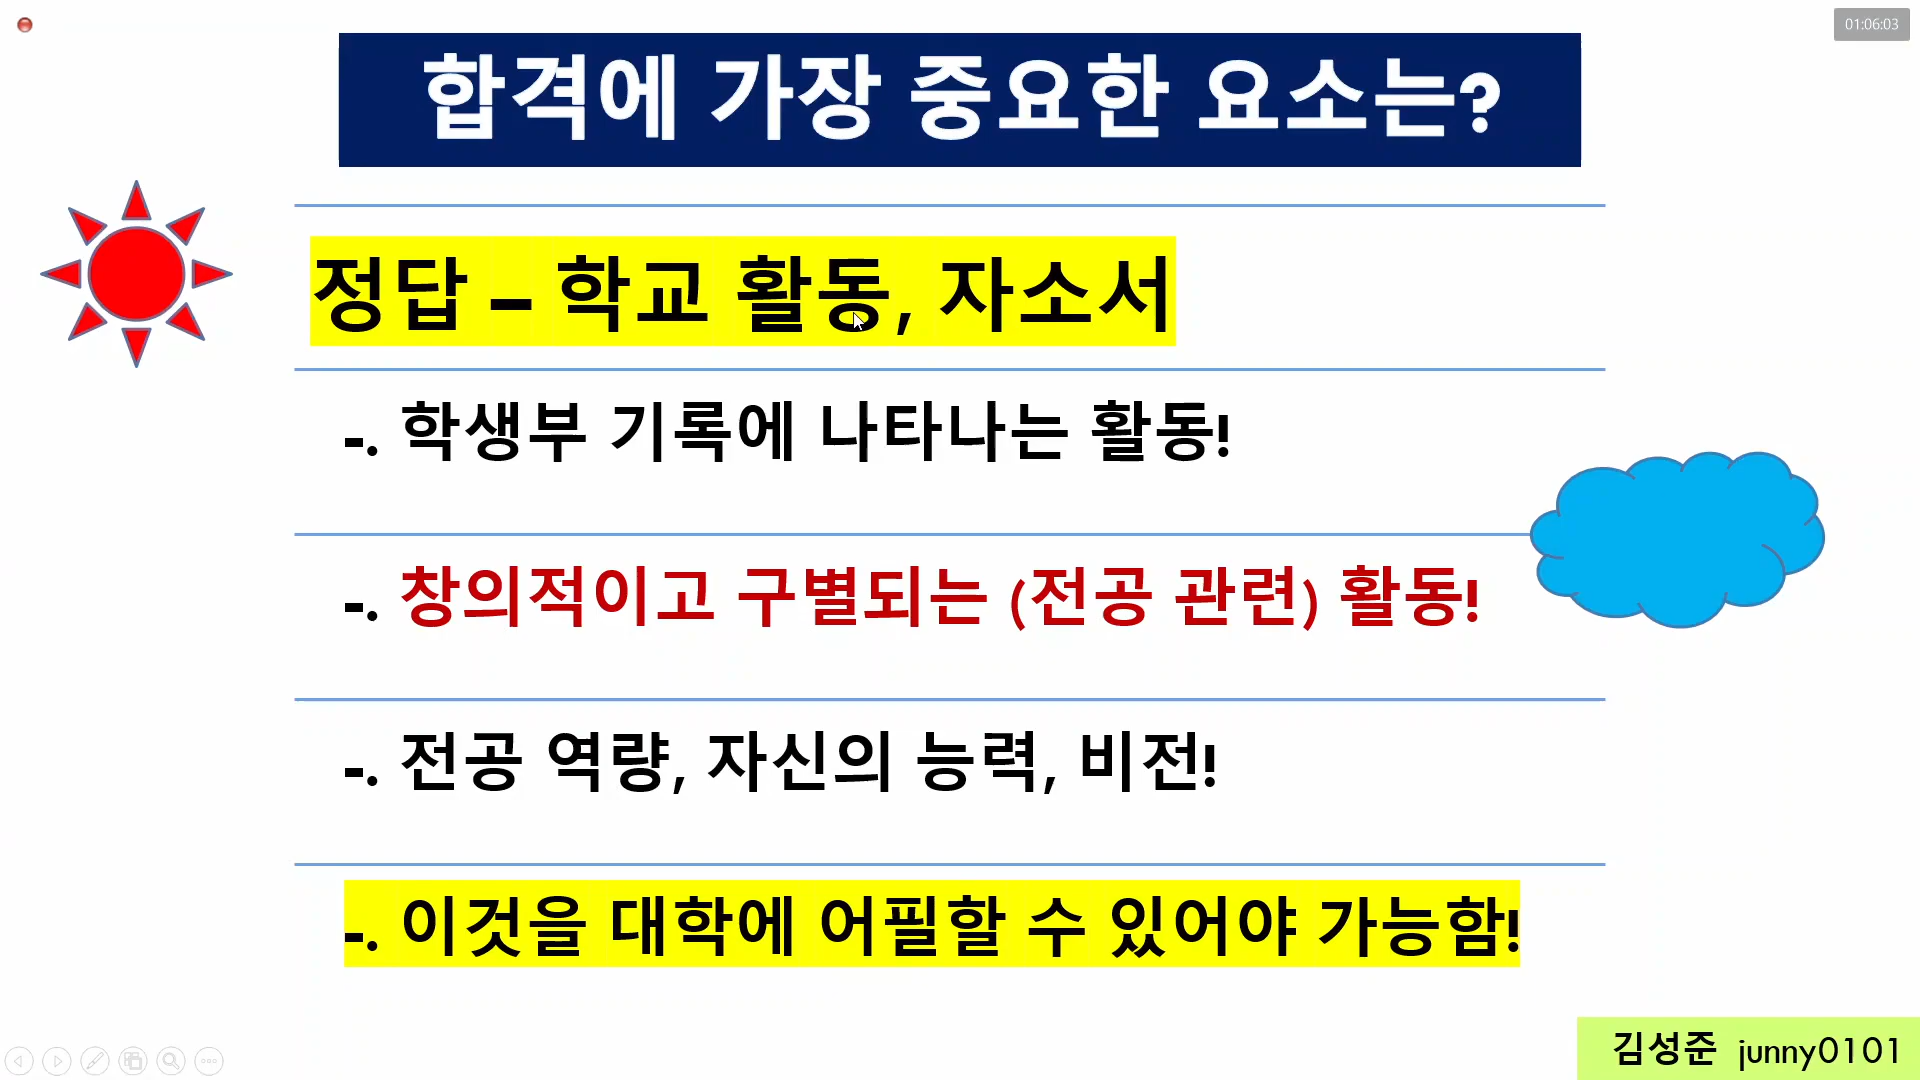 01:06:03
합격에 가장 중요한 요소는?
정답 – 학교 활동, 자소서
-. 학생부 기록에 나타나는 활동!
-. 창의적이고 구별되는 (전공 관련) 활동!
-. 전공 역량, 자신의 능력, 비전!
-. 이것을 대학에 어필할 수 있어야 가능함!
김성준 junny0101